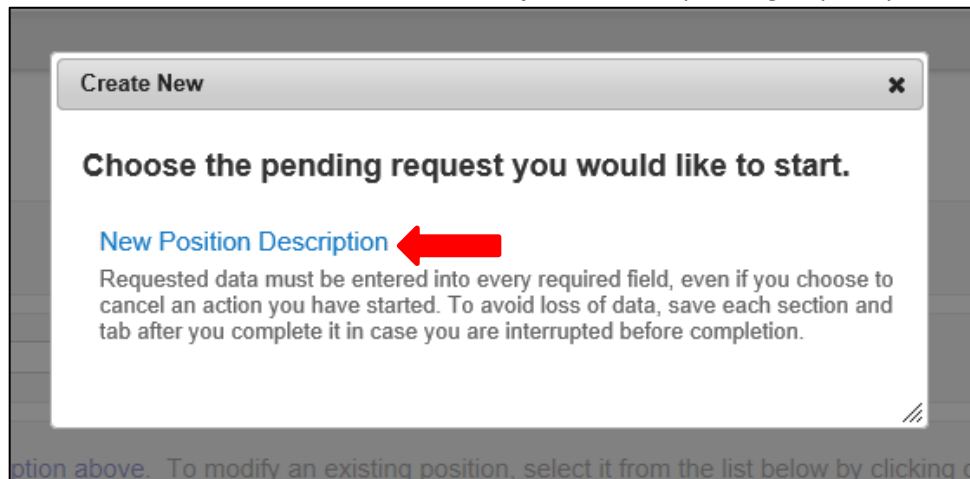 Create New
Choose the pending request you would like to start.
New Position Description
Requested data must be entered into every required field, even if you choose to
cancel an action you have started. To avoid loss of data, save each section and
tab after you complete it in case you are interrupted before completion.
above. To modify an existing position, select it from the list below by clicking